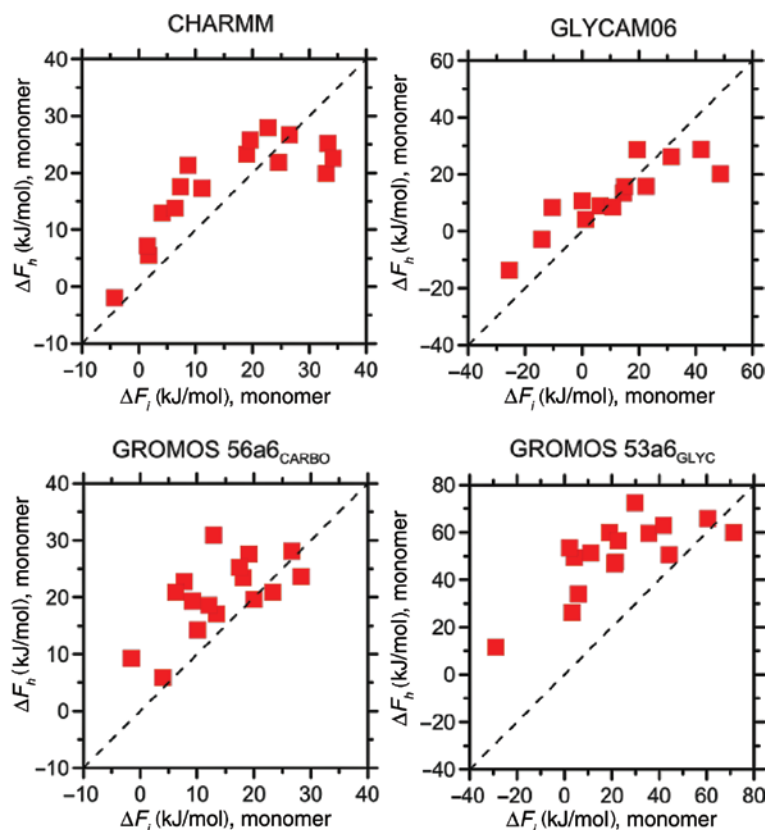 CHARMM
40
30
20
10
0
−10
ΔF_h (kJ/mol), monomer
−10 0 10 20 30 40
ΔF_i (kJ/mol), monomer
GLYCAM06
60
40
20
0
−20
−40
ΔF_h (kJ/mol), monomer
−40 −20 0 20 40 60
ΔF_i (kJ/mol), monomer
GROMOS 56a6_CARBO
40
30
20
10
0
−10
ΔF_h (kJ/mol), monomer
−10 0 10 20 30 40
ΔF_i (kJ/mol), monomer
GROMOS 53a6_GLYC
80
60
40
20
0
−20
−40
ΔF_h (kJ/mol), monomer
−40 −20 0 20 40 60 80
ΔF_i (kJ/mol), monomer